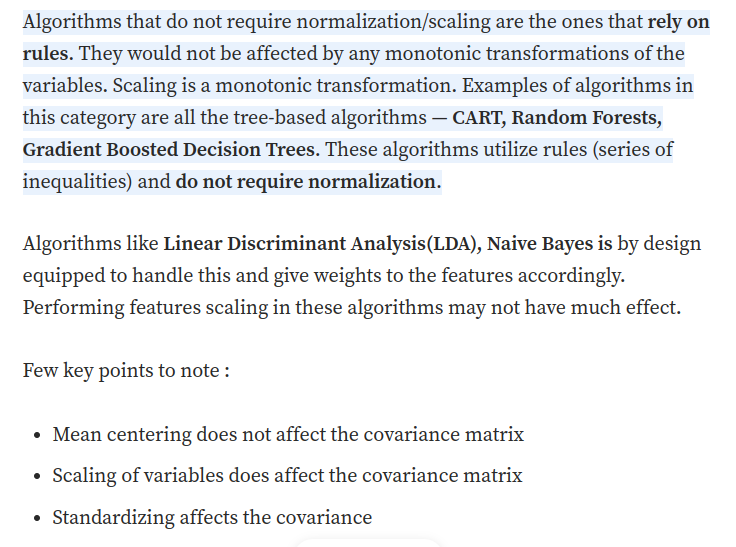 Algorithms that do not require normalization/scaling are the ones that rely on
rules. They would not be affected by any monotonic transformations of the
variables. Scaling is a monotonic transformation. Examples of algorithms in
this category are all the tree-based algorithms — CART, Random Forests,
Gradient Boosted Decision Trees. These algorithms utilize rules (series of
inequalities) and do not require normalization.
Algorithms like Linear Discriminant Analysis(LDA), Naive Bayes is by design
equipped to handle this and give weights to the features accordingly.
Performing features scaling in these algorithms may not have much effect.
Few key points to note :
• Mean centering does not affect the covariance matrix
• Scaling of variables does affect the covariance matrix
• Standardizing affects the covariance